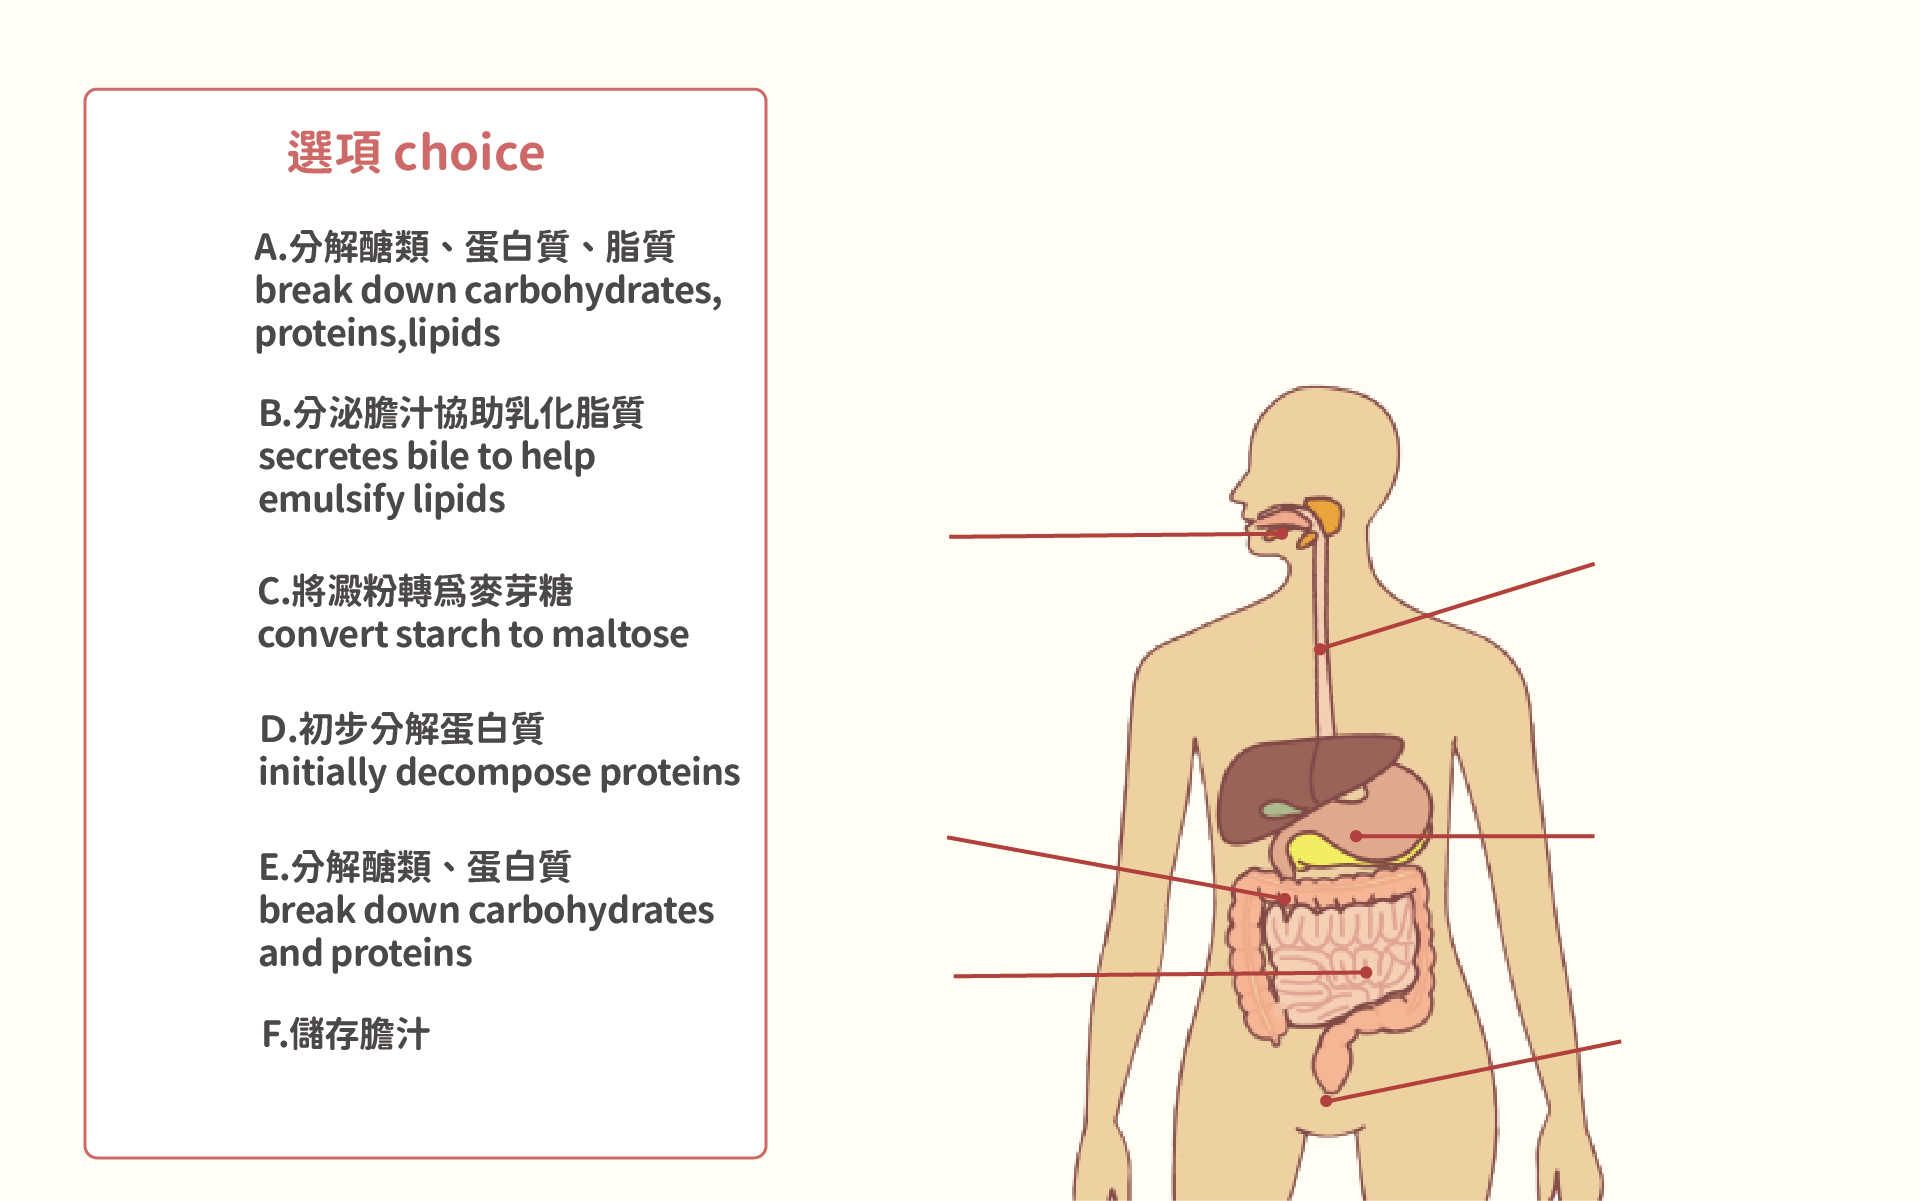 選項 choice
A.分解醣類、蛋白質、脂質
break down carbohydrates,
proteins,lipids
B.分泌膽汁協助乳化脂質
secretes bile to help
emulsify lipids
C.將澱粉轉為麥芽糖
convert starch to maltose
D.初步分解蛋白質
initially decompose proteins
E.分解醣類、蛋白質
break down carbohydrates
and proteins
F.儲存膽汁